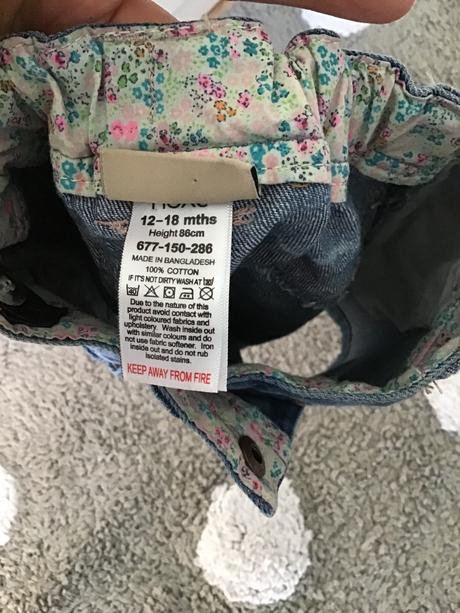 12-18 mths
Height 86cm
677-150-286
MADE IN BANGLADESH
100% COTTON
IF IT'S NOT DIRTY WASH AT 30
Due to the nature of this
product avoid contact with
light coloured fabrics and
upholstery. Wash inside out
with similar colours and do
not use fabric softener. Iron
inside out and do not rub
isolated stains.
KEEP AWAY FROM FIRE